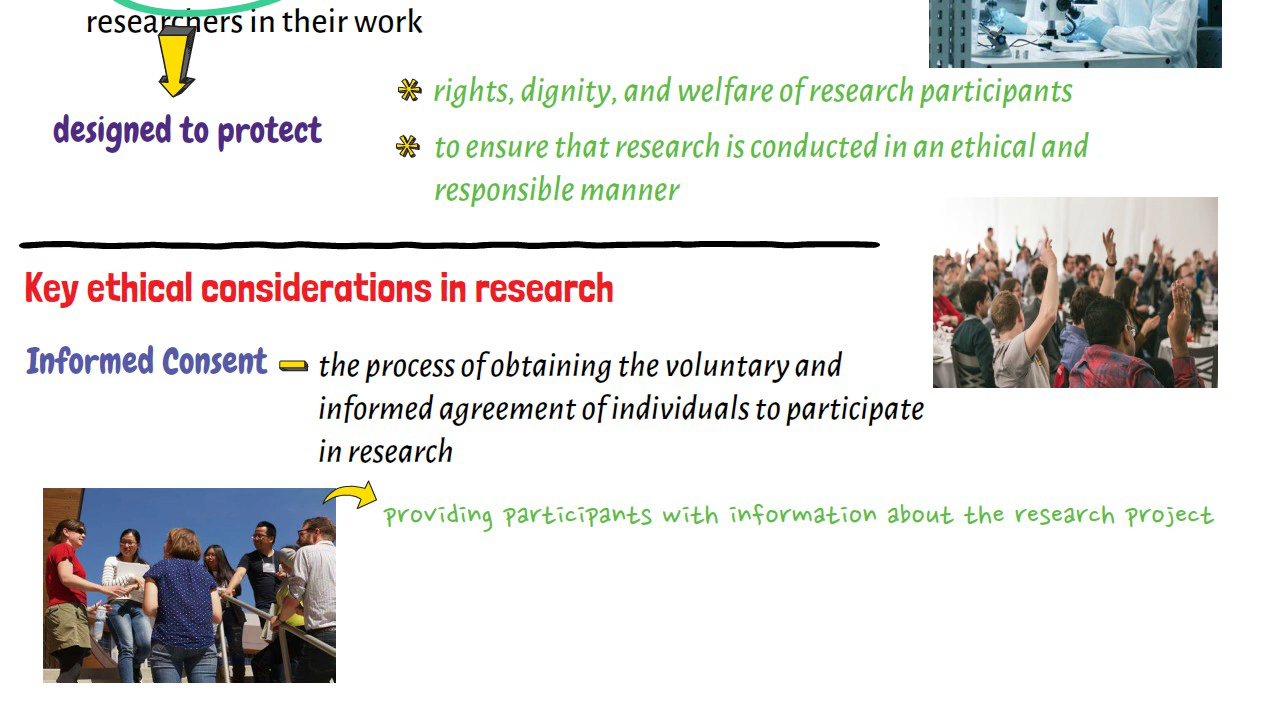 researchers in their work
designed to protect
* rights, dignity, and welfare of research participants
* to ensure that research is conducted in an ethical and
responsible manner
Key ethical considerations in research
Informed Consent - the process of obtaining the voluntary and
informed agreement of individuals to participate
in research
providing participants with information about the research project